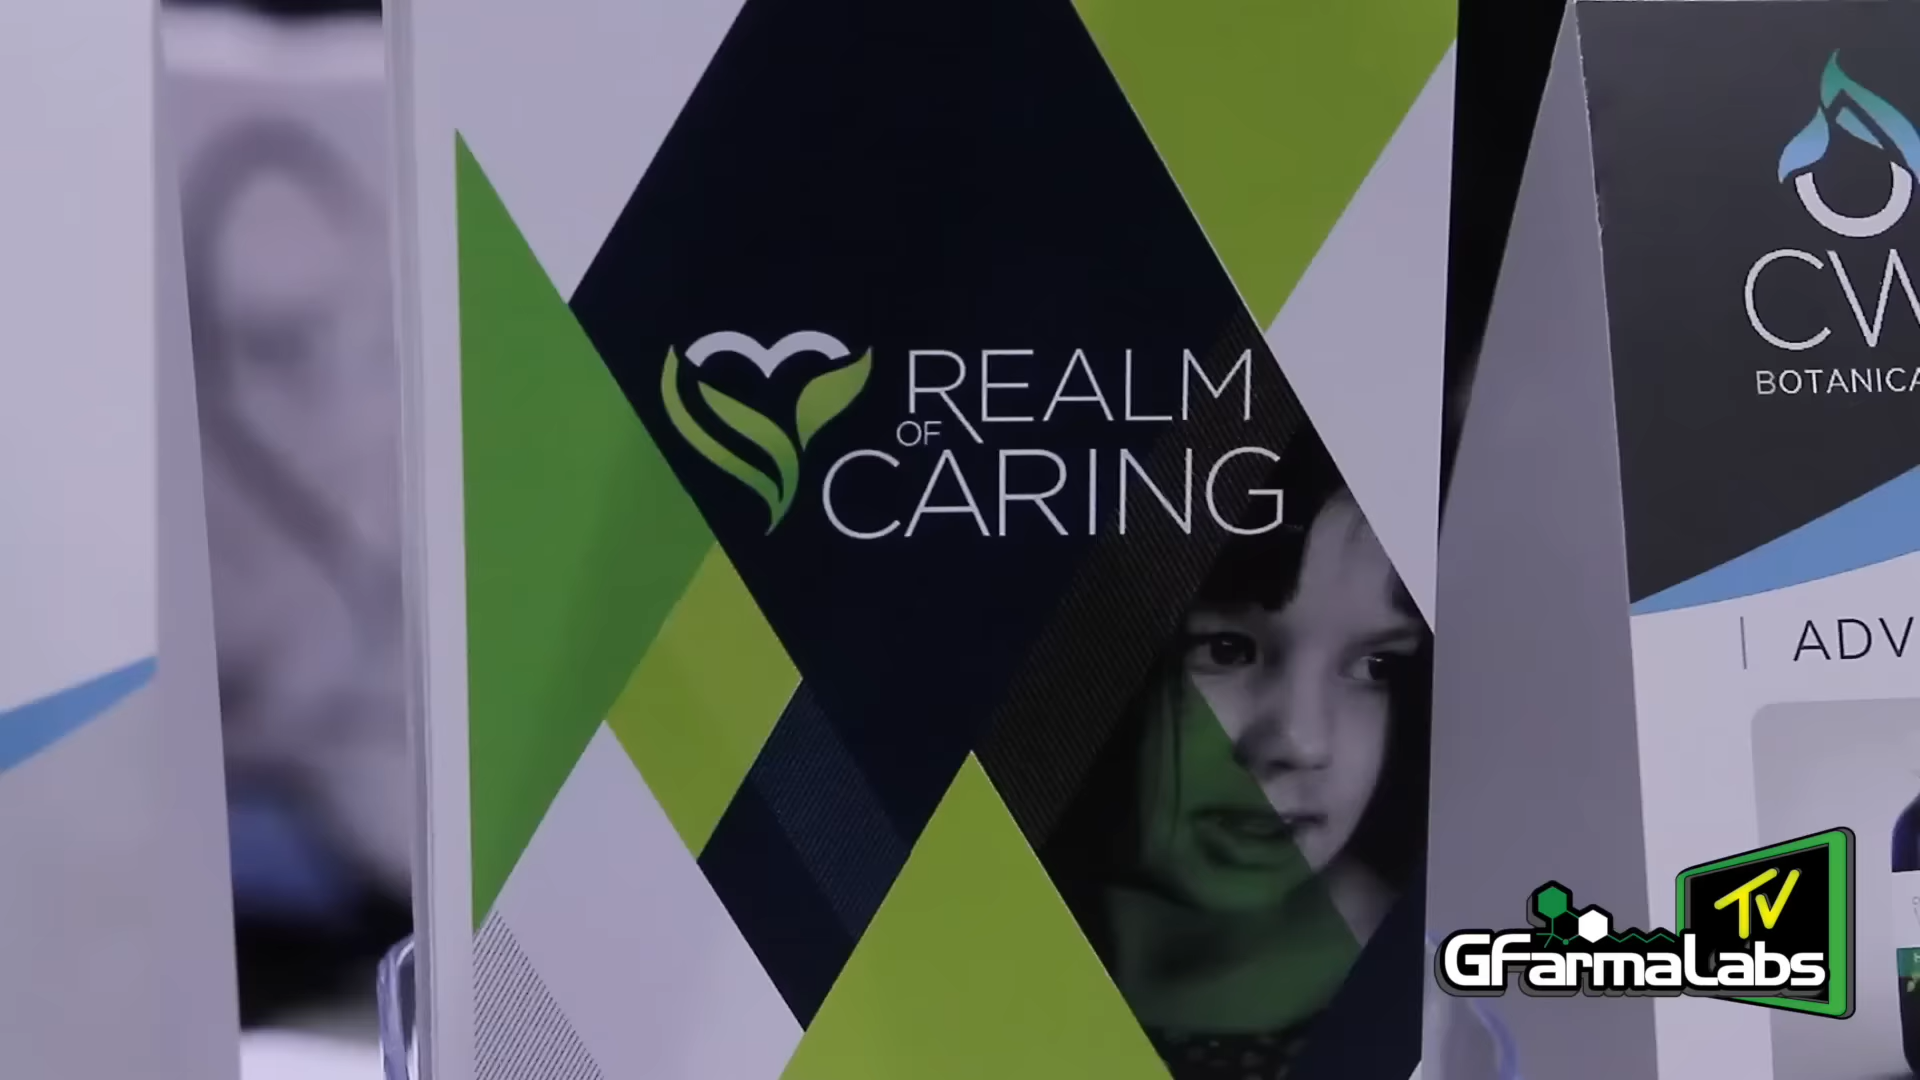 REALM
OF
CARING
CW
BOTANICA
| ADV
TV
GFarmaLabs